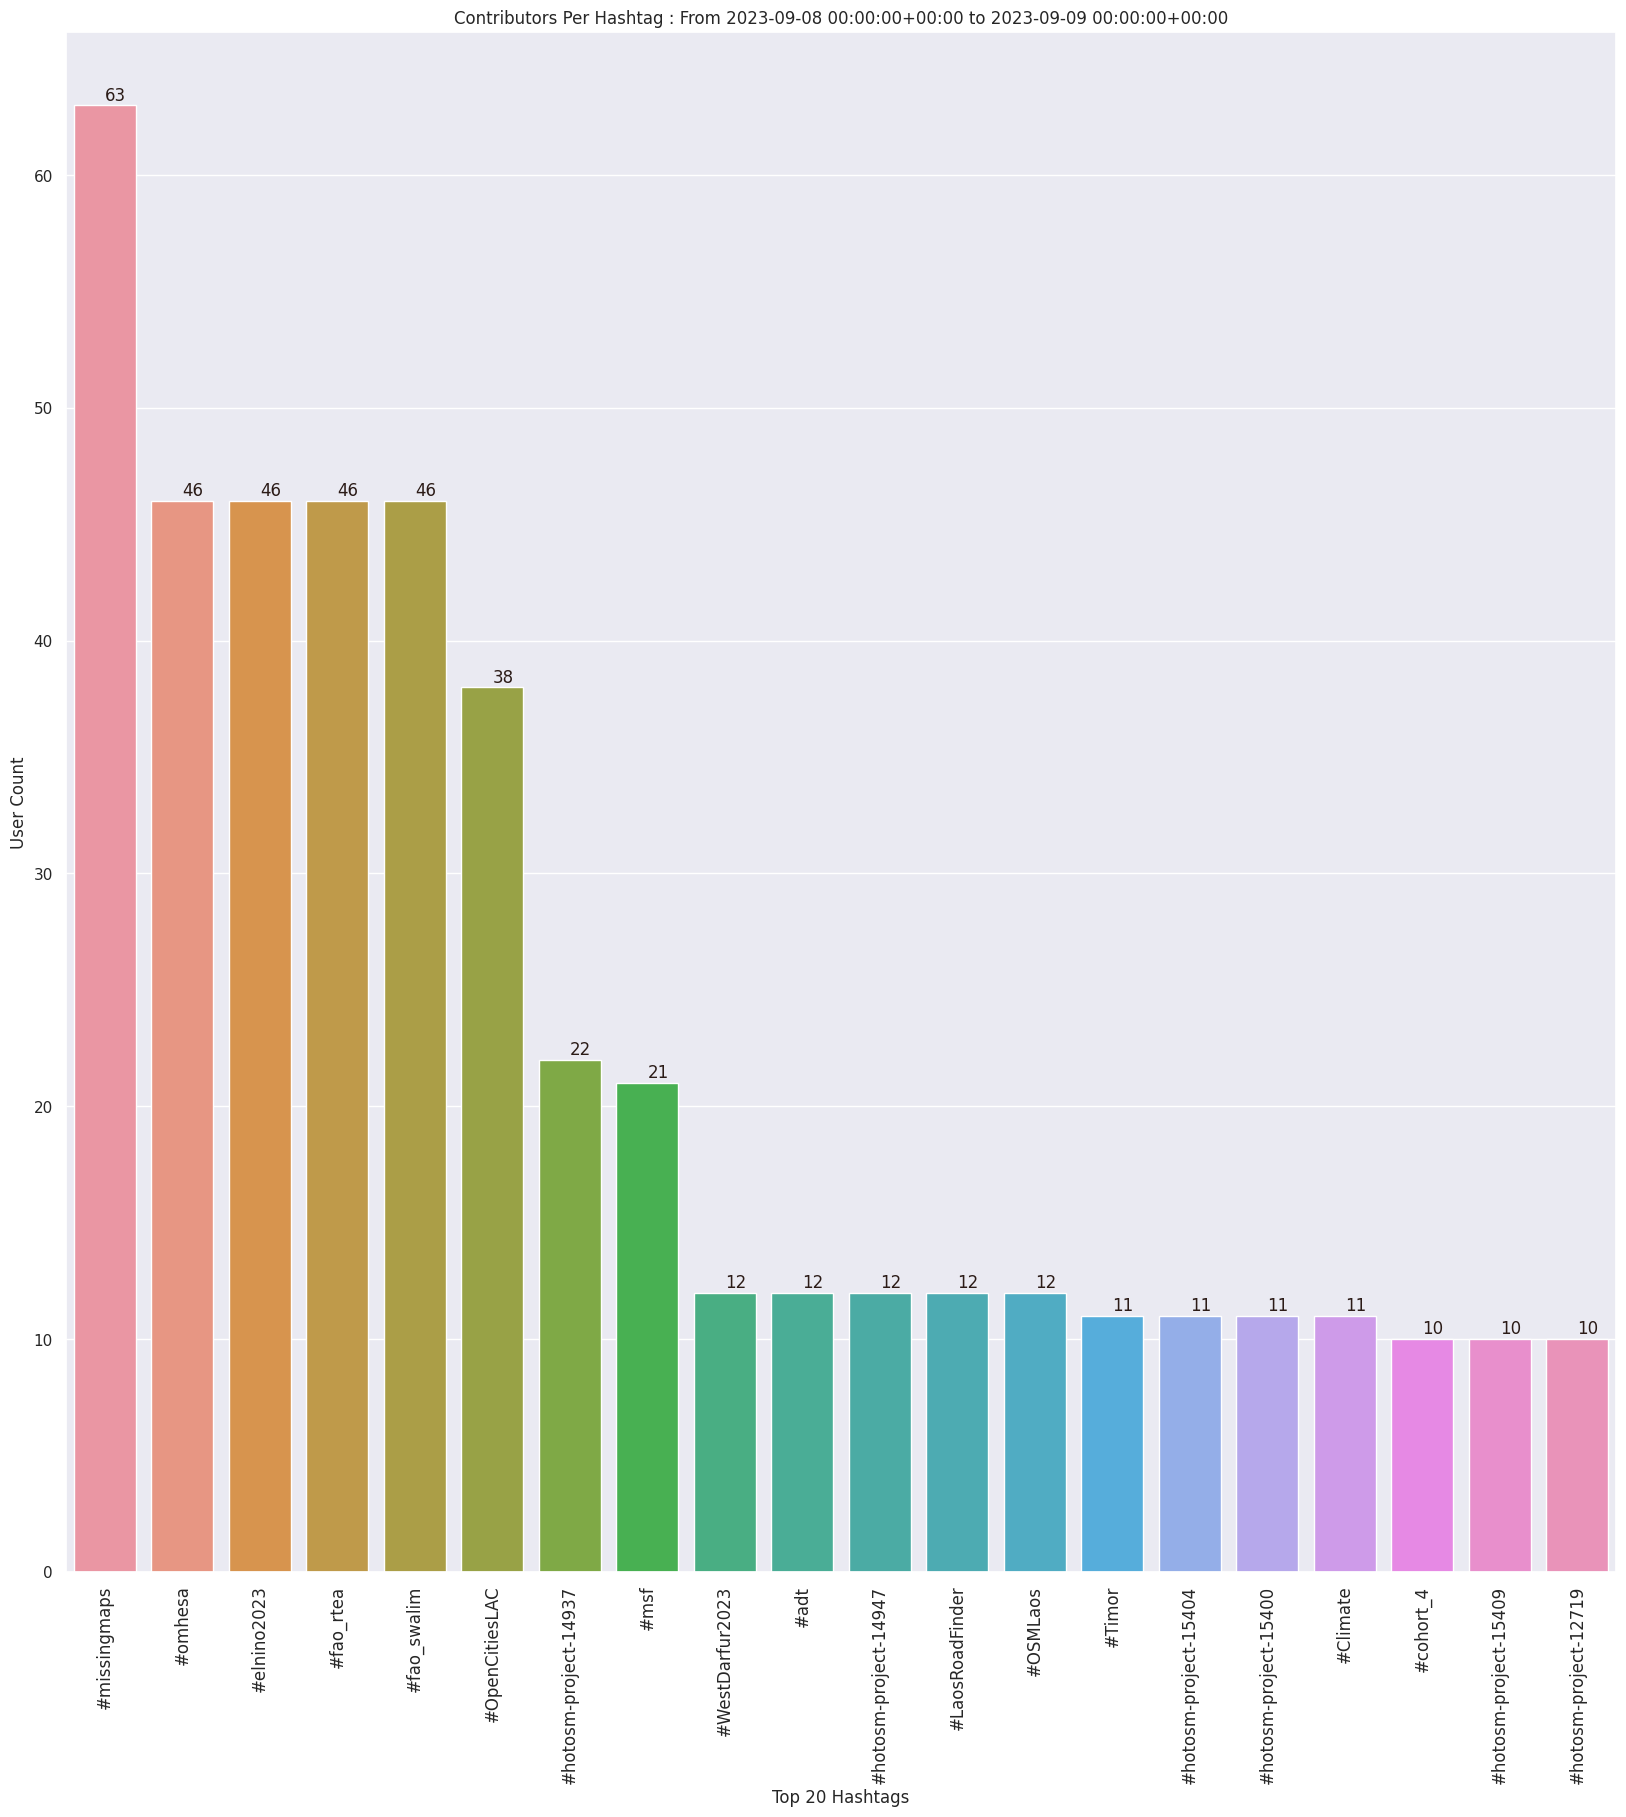 Contributors Per Hashtag : From 2023-09-08 00:00:00+00:00 to 2023-09-09 00:00:00+00:00
63
60
50
46
46
46
46
40
38
User Count
30
22
21
20
12
12
12
12
12
11
11
11
11
10
10
10
10
0
#missingmaps
#omhesa
#elnino2023
#fao_rtea
#fao_swalim
#OpenCitiesLAC
#hotosm-project-14937
#msf
#WestDarfur2023
#adt
#hotosm-project-14947
#LaosRoadFinder
#OSMLaos
#Timor
#hotosm-project-15404
#hotosm-project-15400
#Climate
#cohort_4
#hotosm-project-15409
#hotosm-project-12719
Top 20 Hashtags